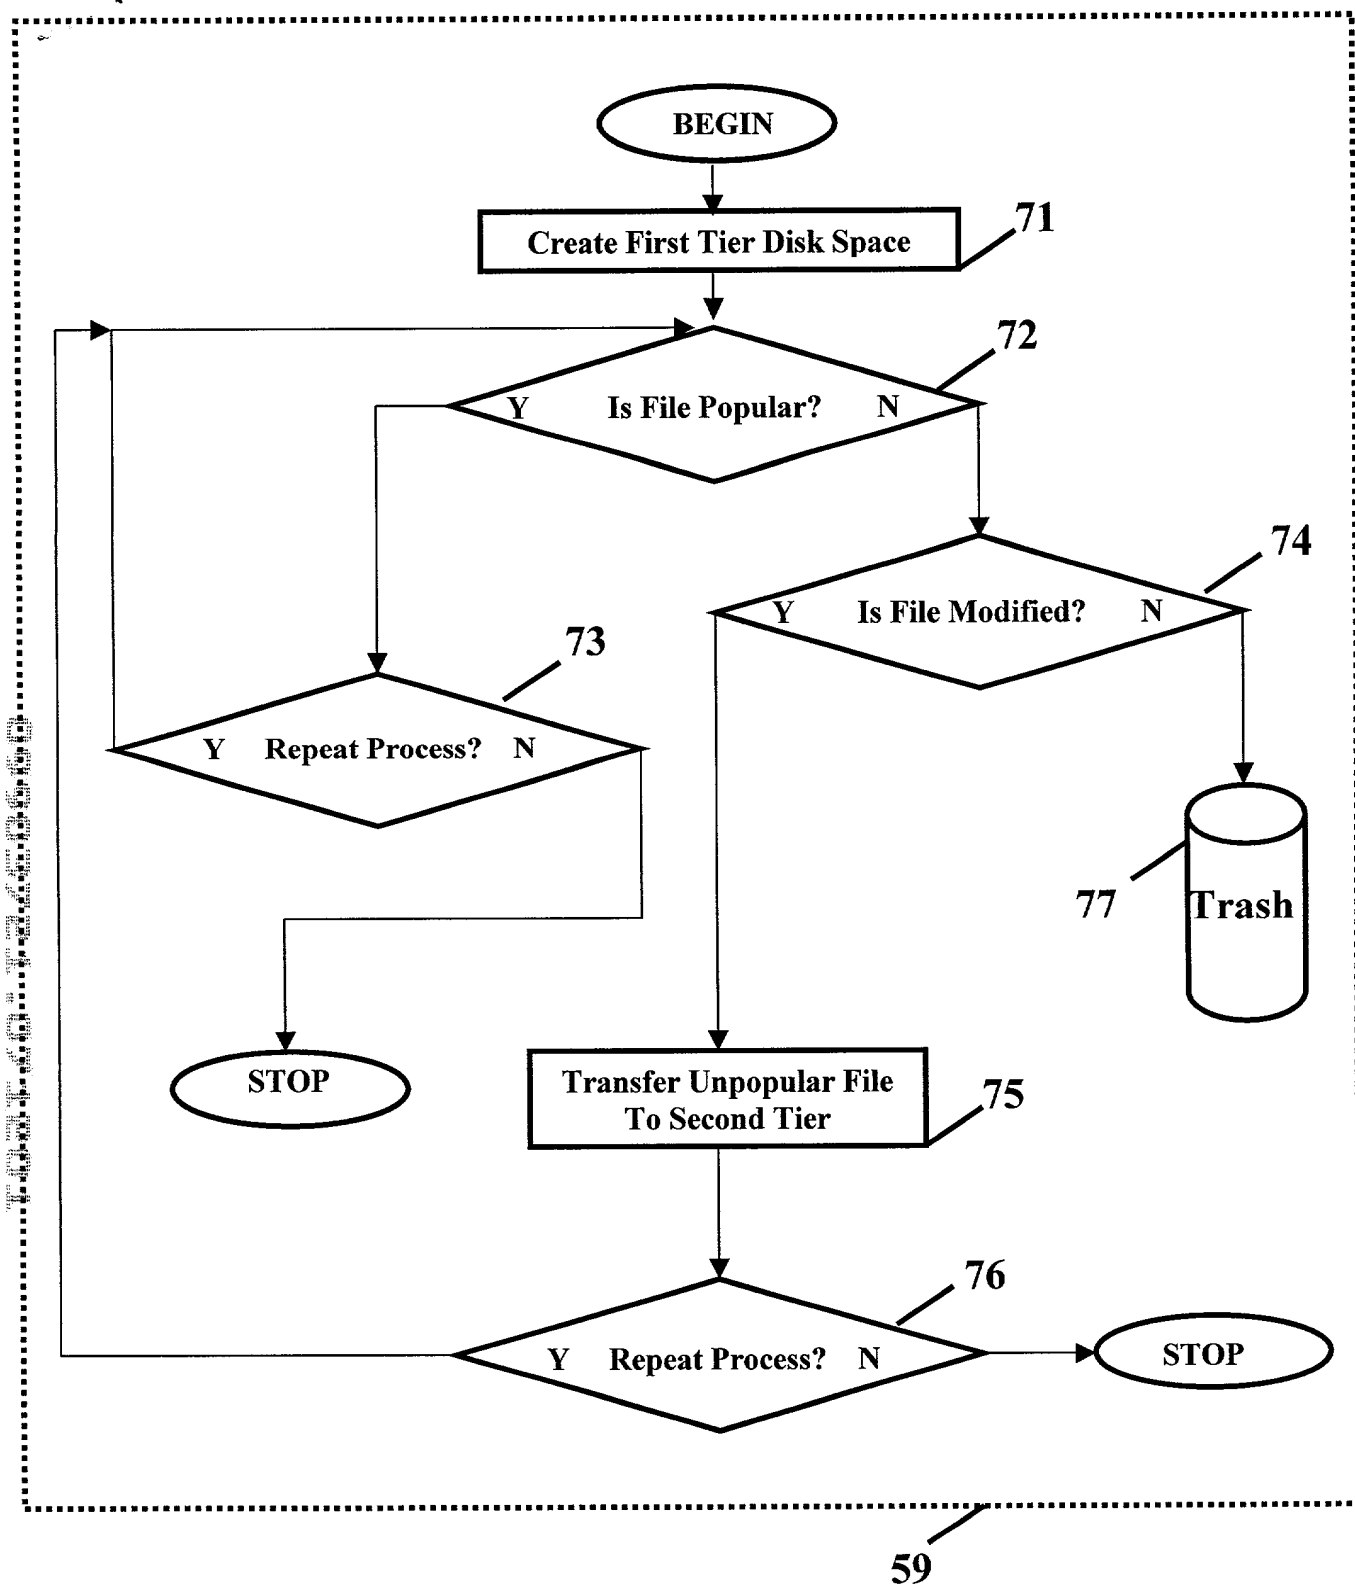 BEGIN
71
Create First Tier Disk Space
72
Y Is File Popular? N
74
Y Is File Modified? N
73
Y Repeat Process? N
77
Trash
STOP
Transfer Unpopular File
To Second Tier
75
76
Y Repeat Process? N
STOP
59